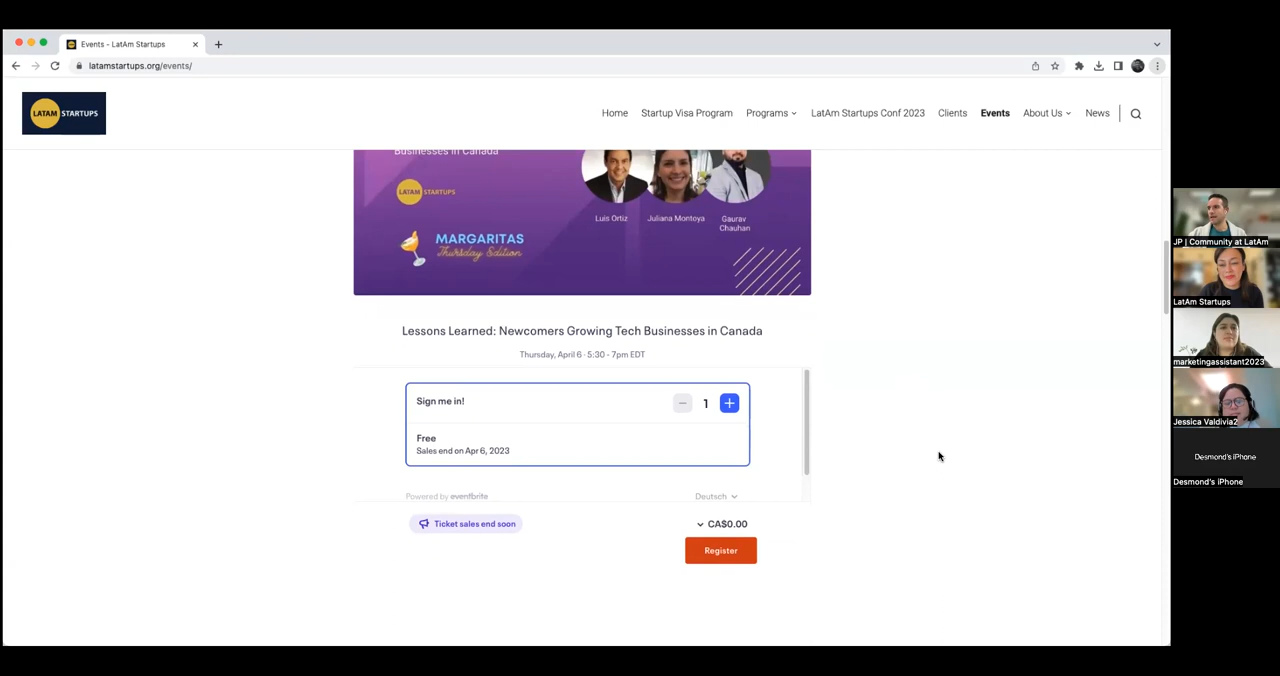 Events - LatAm Startups
latamstartups.org/events/
LATAM STARTUPS
Home Startup Visa Program Programs LatAm Startups Conf 2023 Clients Events About Us News
Businesses in Canada
LATAM STARTUPS
Luis Ortiz Juliana Montoya Gaurav Chauhan
MARGARITAS
Thursday Edition
Lessons Learned: Newcomers Growing Tech Businesses in Canada
Thursday, April 6 · 5:30 - 7pm EDT
Sign me in! 1
Free
Sales end on Apr 6, 2023
Powered by eventbrite Deutsch
Ticket sales end soon CA$0.00
Register
JP | Community at LatAm
LatAm Startups
marketingassistant2023
Jessica Valdivia2
Desmond's iPhone
Desmond's iPhone